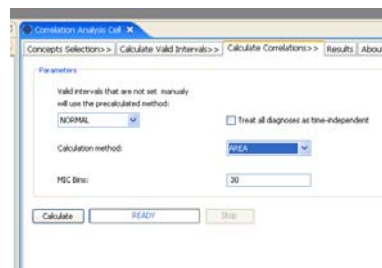 Correlation Analysis Cell
Concepts Selection>> Calculate Valid Intervals>> Calculate Correlations>> Results About
Parameters
Valid intervals that are not set manualy
will use the precalculated method:
NORMAL Treat all diagnoses as time-independent
Calculation method: AREA
MIC Bins: 30
Calculate READY Stop